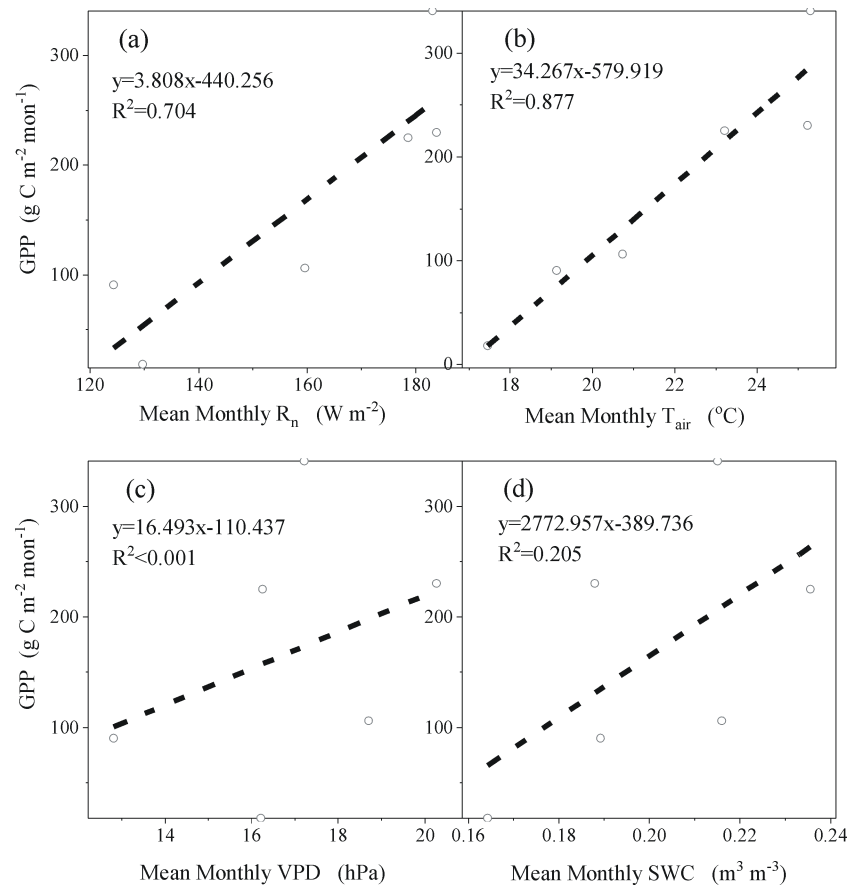 (a)
y=3.808x-440.256
R²=0.704
300
200
100
GPP (g C m⁻² mon⁻¹)
120 140 160 180
Mean Monthly Rₙ (W m⁻²)
(b)
y=34.267x-579.919
R²=0.877
300
200
100
0
18 20 22 24
Mean Monthly Tair (°C)
(c)
y=16.493x-110.437
R²<0.001
300
200
100
GPP (g C m⁻² mon⁻¹)
14 16 18 20
Mean Monthly VPD (hPa)
(d)
y=2772.957x-389.736
R²=0.205
0.16 0.18 0.20 0.22 0.24
Mean Monthly SWC (m³ m⁻³)